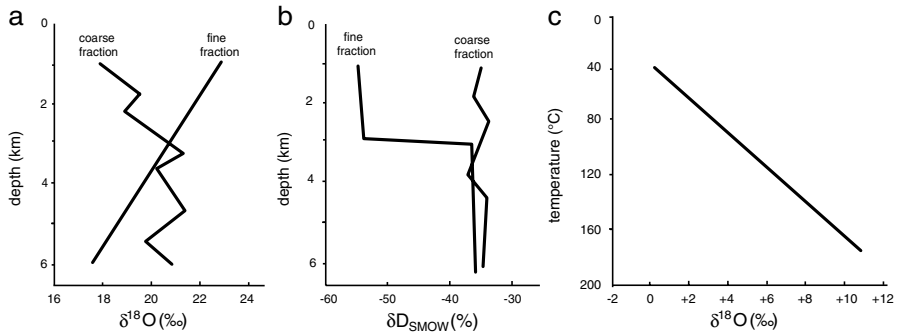 a
0
2
4
6
depth (km)
coarse
fraction
fine
fraction
16
18
20
22
24
δ¹⁸O (‰)
b
0
2
4
6
depth (km)
fine
fraction
coarse
fraction
-60
-50
-40
-30
δD_SMOW (%)
c
0
40
80
120
160
200
temperature (°C)
-2
0
+2
+4
+6
+8
+10
+12
δ¹⁸O (‰)